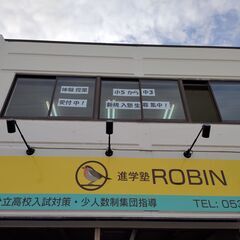 体験授業
受付中！
小5から中3
新規入塾生募集中！
進学塾 ROBIN
立高校入試対策・少人数制集団指導
TEL：053